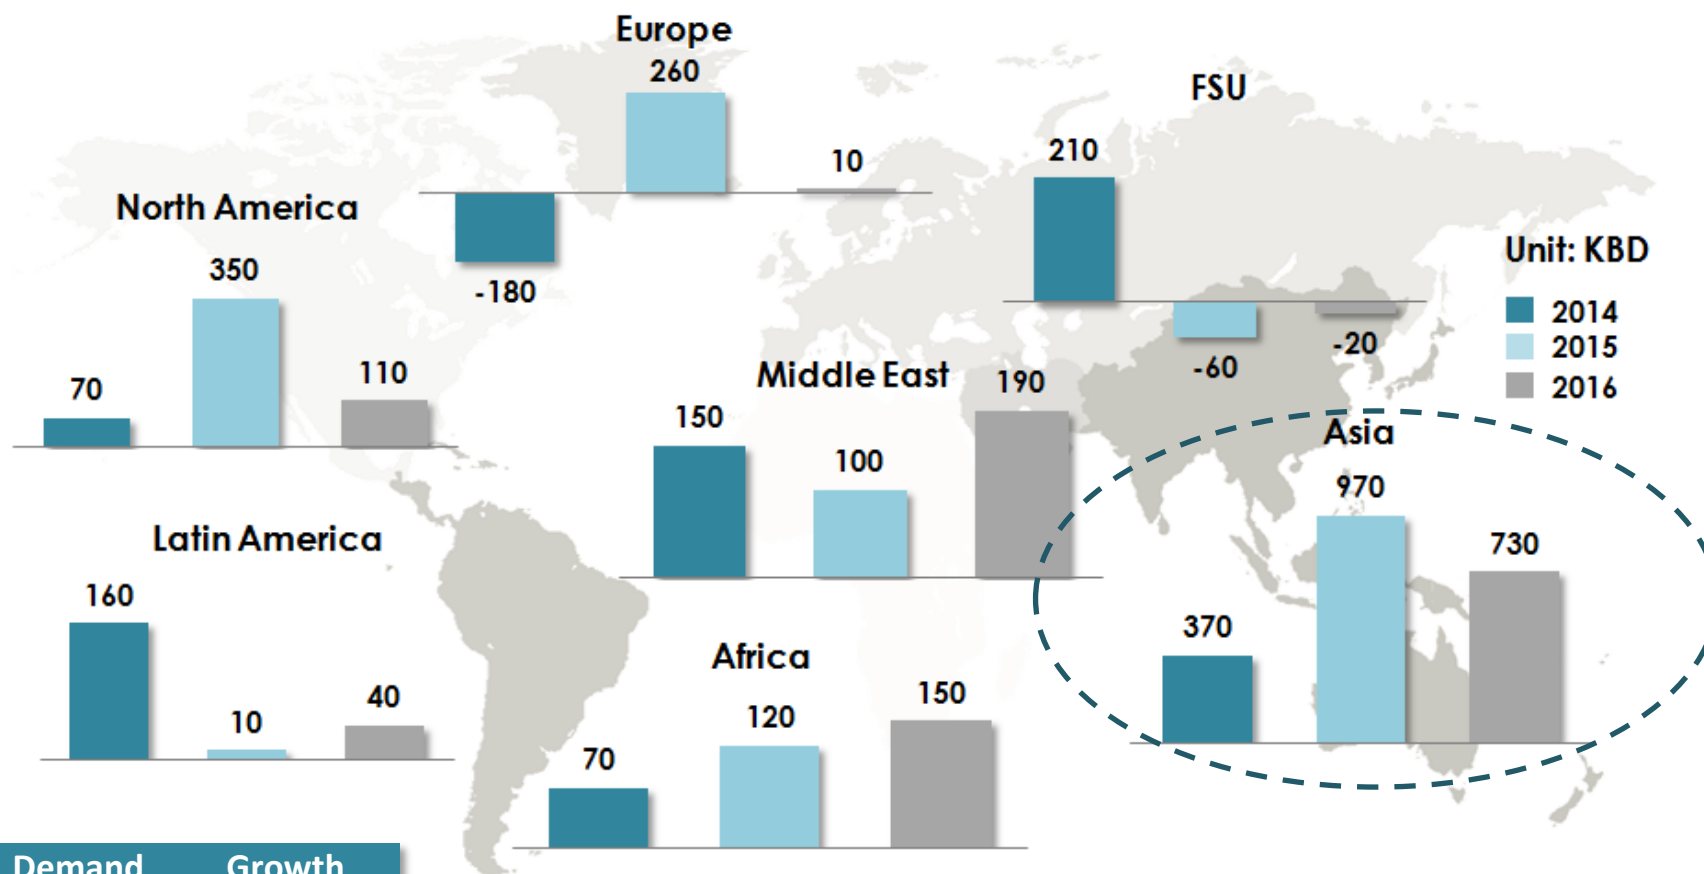 Europe
260
10
-180
FSU
210
-60
-20
North America
70
350
110
Unit: KBD
2014
2015
2016
Middle East
150
100
190
Asia
370
970
730
Latin America
160
10
40
Africa
70
120
150
Demand Growth